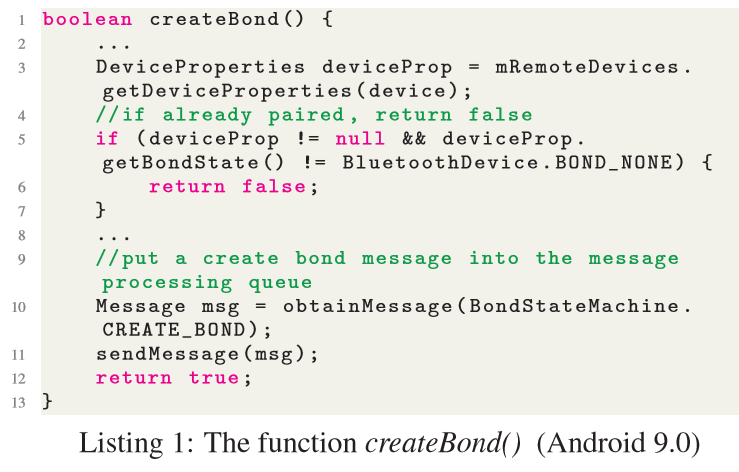 1 boolean createBond() {
2 ...
3 DeviceProperties deviceProp = mRemoteDevices.
getDeviceProperties(device);
4 //if already paired, return false
5 if (deviceProp != null && deviceProp.
getBondState() != BluetoothDevice.BOND_NONE) {
6 return false;
7 }
8 ...
9 //put a create bond message into the message
processing queue
10 Message msg = obtainMessage(BondStateMachine.
CREATE_BOND);
11 sendMessage(msg);
12 return true;
13 }
Listing 1: The function createBond() (Android 9.0)